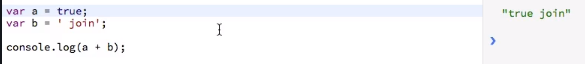 var a = true;
var b = ' join';
console.log(a + b);
"true join"
❯